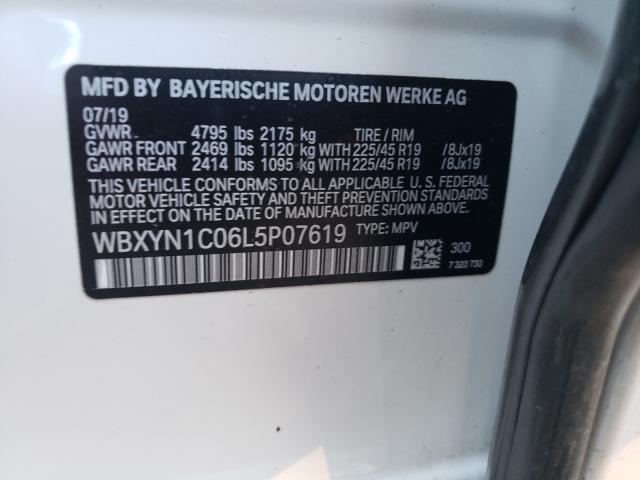 MFD BY BAYERISCHE MOTOREN WERKE AG
07/19
GVWR 4795 lbs 2175 kg TIRE / RIM
GAWR FRONT 2469 lbs 1120 kg WITH 225/45 R19 /8Jx19
GAWR REAR 2414 lbs 1095 kg WITH 225/45 R19 /8Jx19
THIS VEHICLE CONFORMS TO ALL APPLICABLE U. S. FEDERAL
MOTOR VEHICLE SAFETY AND THEFT PREVENTION STANDARDS
IN EFFECT ON THE DATE OF MANUFACTURE SHOWN ABOVE.
WBXYN1C06L5P07619 TYPE: MPV
300
7 320 730